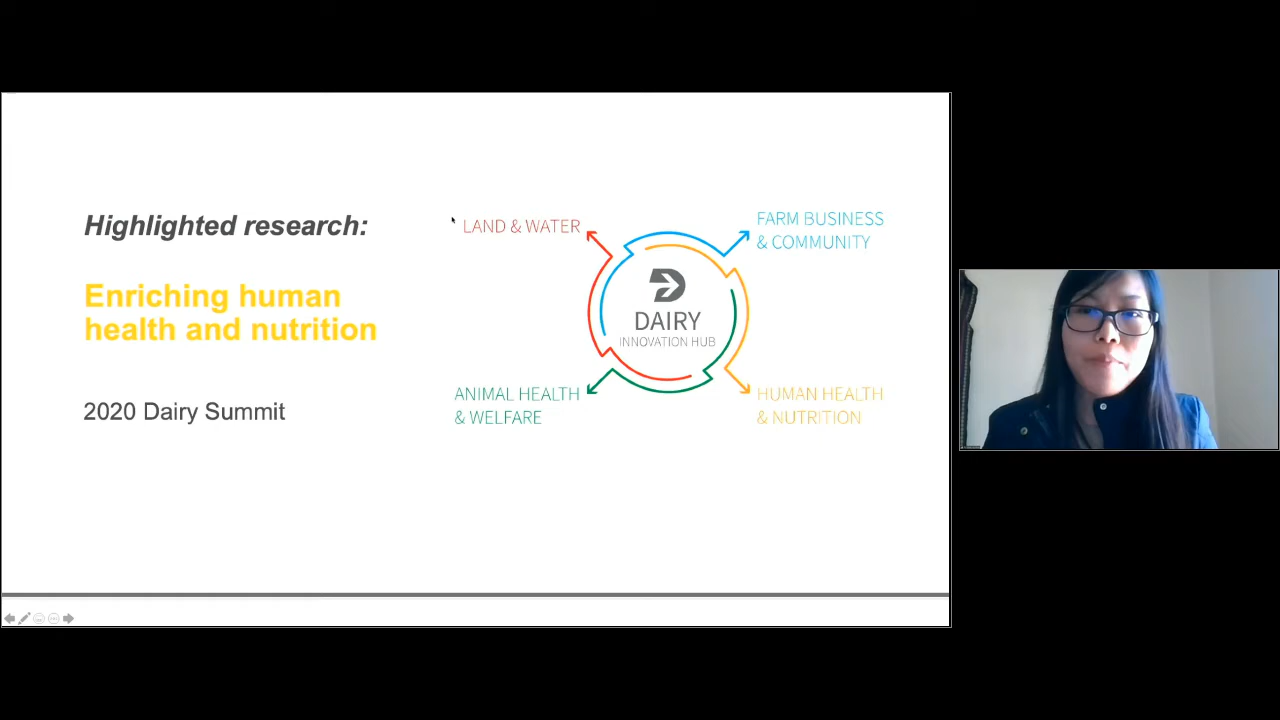 Highlighted research:
Enriching human
health and nutrition
2020 Dairy Summit
LAND & WATER
FARM BUSINESS
& COMMUNITY
DAIRY
INNOVATION HUB
ANIMAL HEALTH
& WELFARE
HUMAN HEALTH
& NUTRITION